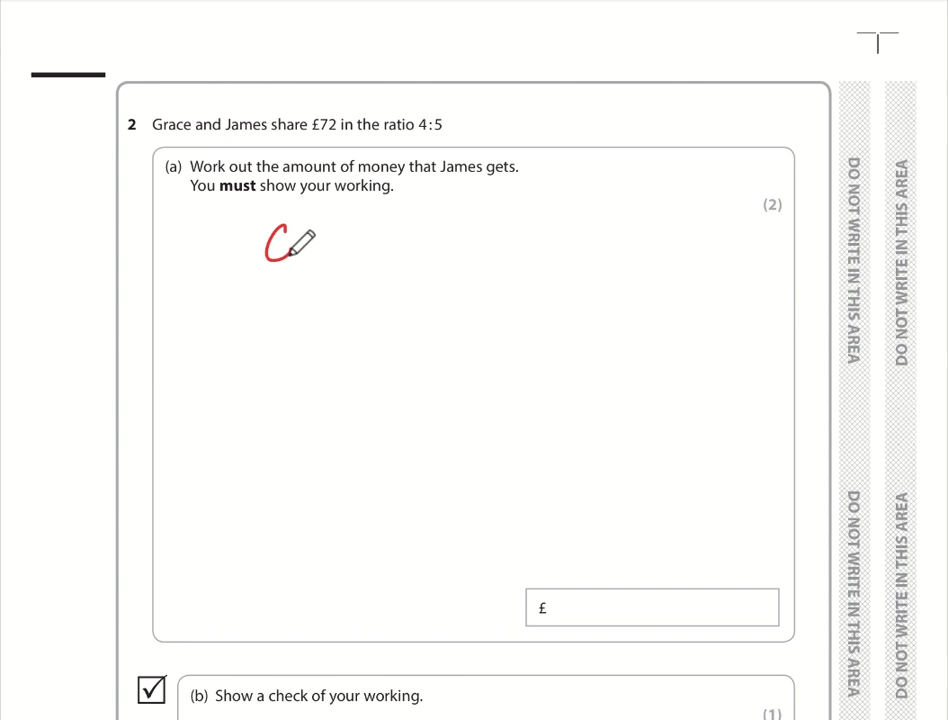 2 Grace and James share £72 in the ratio 4:5
(a) Work out the amount of money that James gets.
You must show your working.
(2)
C
£
(b) Show a check of your working.
(1)
DO NOT WRITE IN THIS AREA
DO NOT WRITE IN THIS AREA
DO NOT WRITE IN THIS AREA
DO NOT WRITE IN THIS AREA